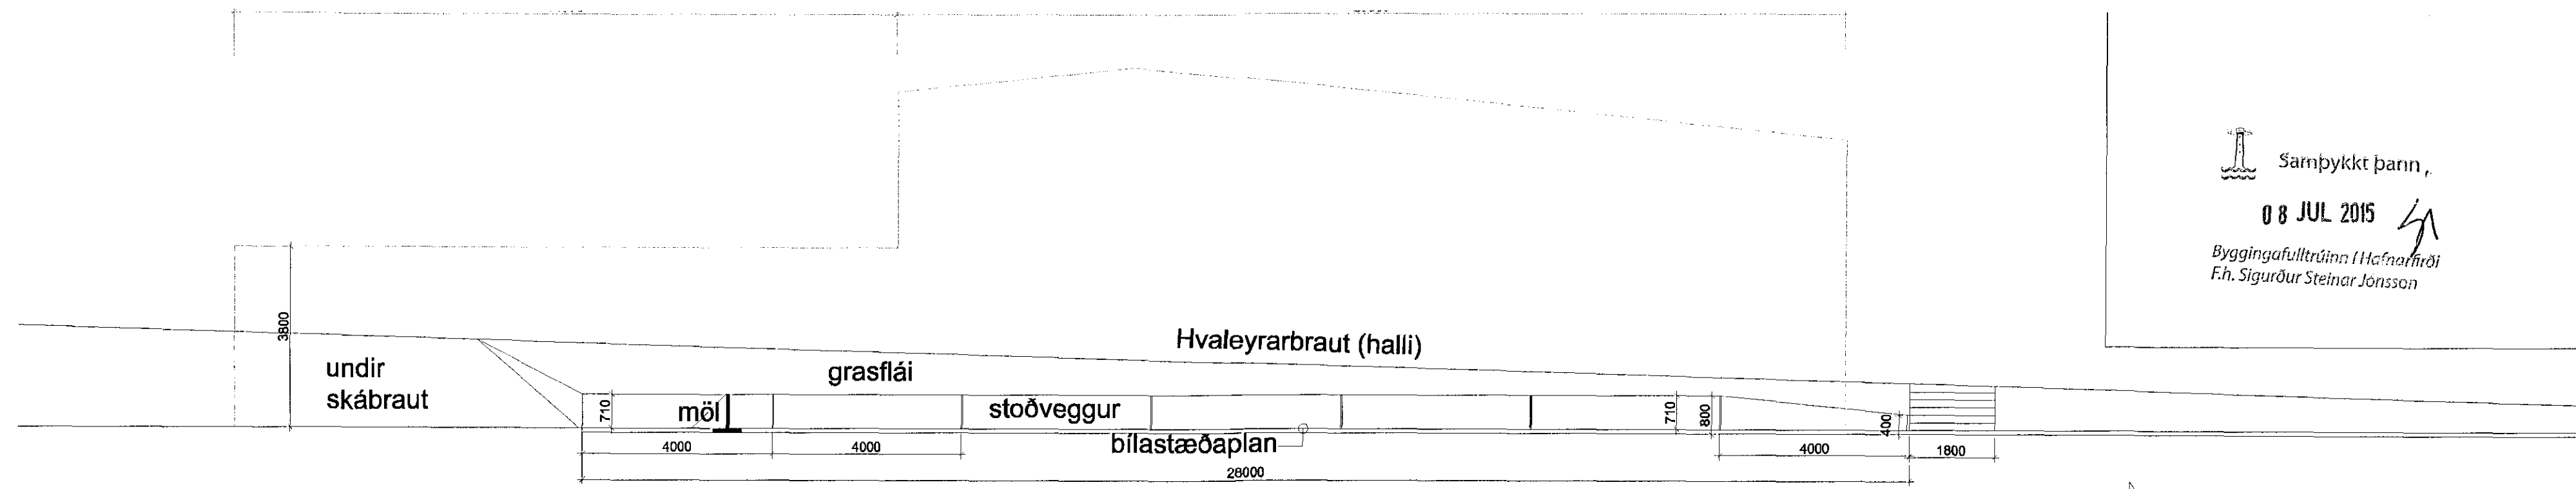 Samþykkt þann
08 JUL 2015
Byggingafulltrúinn í Hafnarfirði
F.h. Sigurður Steinar Jónsson
3800
Hvaleyrarbraut (halli)
undir
skábraut
grasflái
710
möl
stoðveggur
710
800
400
bílastæðaplan
4000
4000
4000
1800
28000